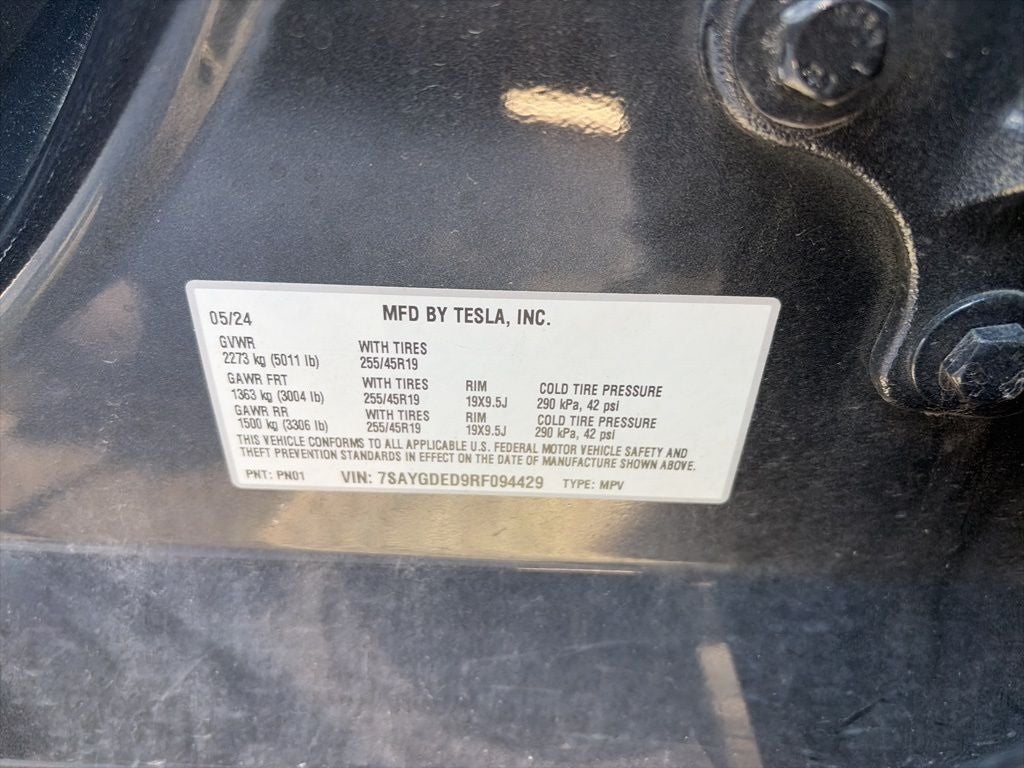 05/24 MFD BY TESLA, INC.
GVWR
2273 kg (5011 lb) WITH TIRES 255/45R19
GAWR FRT WITH TIRES RIM COLD TIRE PRESSURE
1363 kg (3004 lb) 255/45R19 19X9.5J 290 kPa, 42 psi
GAWR RR WITH TIRES RIM COLD TIRE PRESSURE
1500 kg (3306 lb) 255/45R19 19X9.5J 290 kPa, 42 psi
THIS VEHICLE CONFORMS TO ALL APPLICABLE U.S. FEDERAL MOTOR VEHICLE SAFETY AND
THEFT PREVENTION STANDARDS IN EFFECT ON THE DATE OF MANUFACTURE SHOWN ABOVE.
PNT: PN01 VIN: 7SAYGDED9RF094429 TYPE: MPV